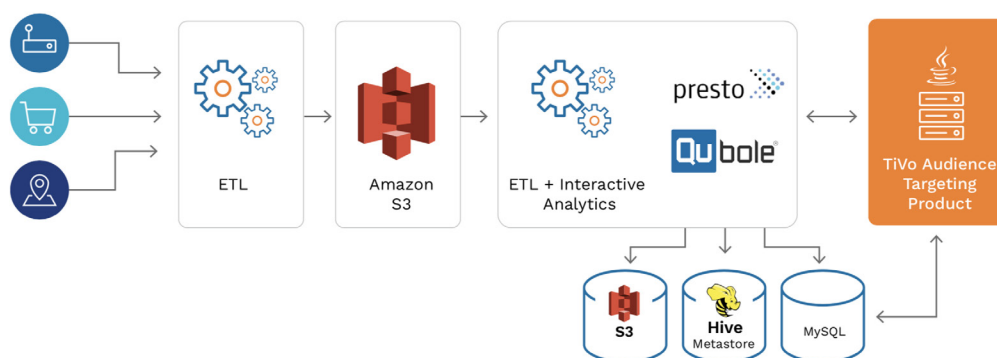 ETL
Amazon
S3
ETL + Interactive
Analytics
presto
Qubole®
TiVo Audience
Targeting
Product
S3
Hive
Metastore
MySQL